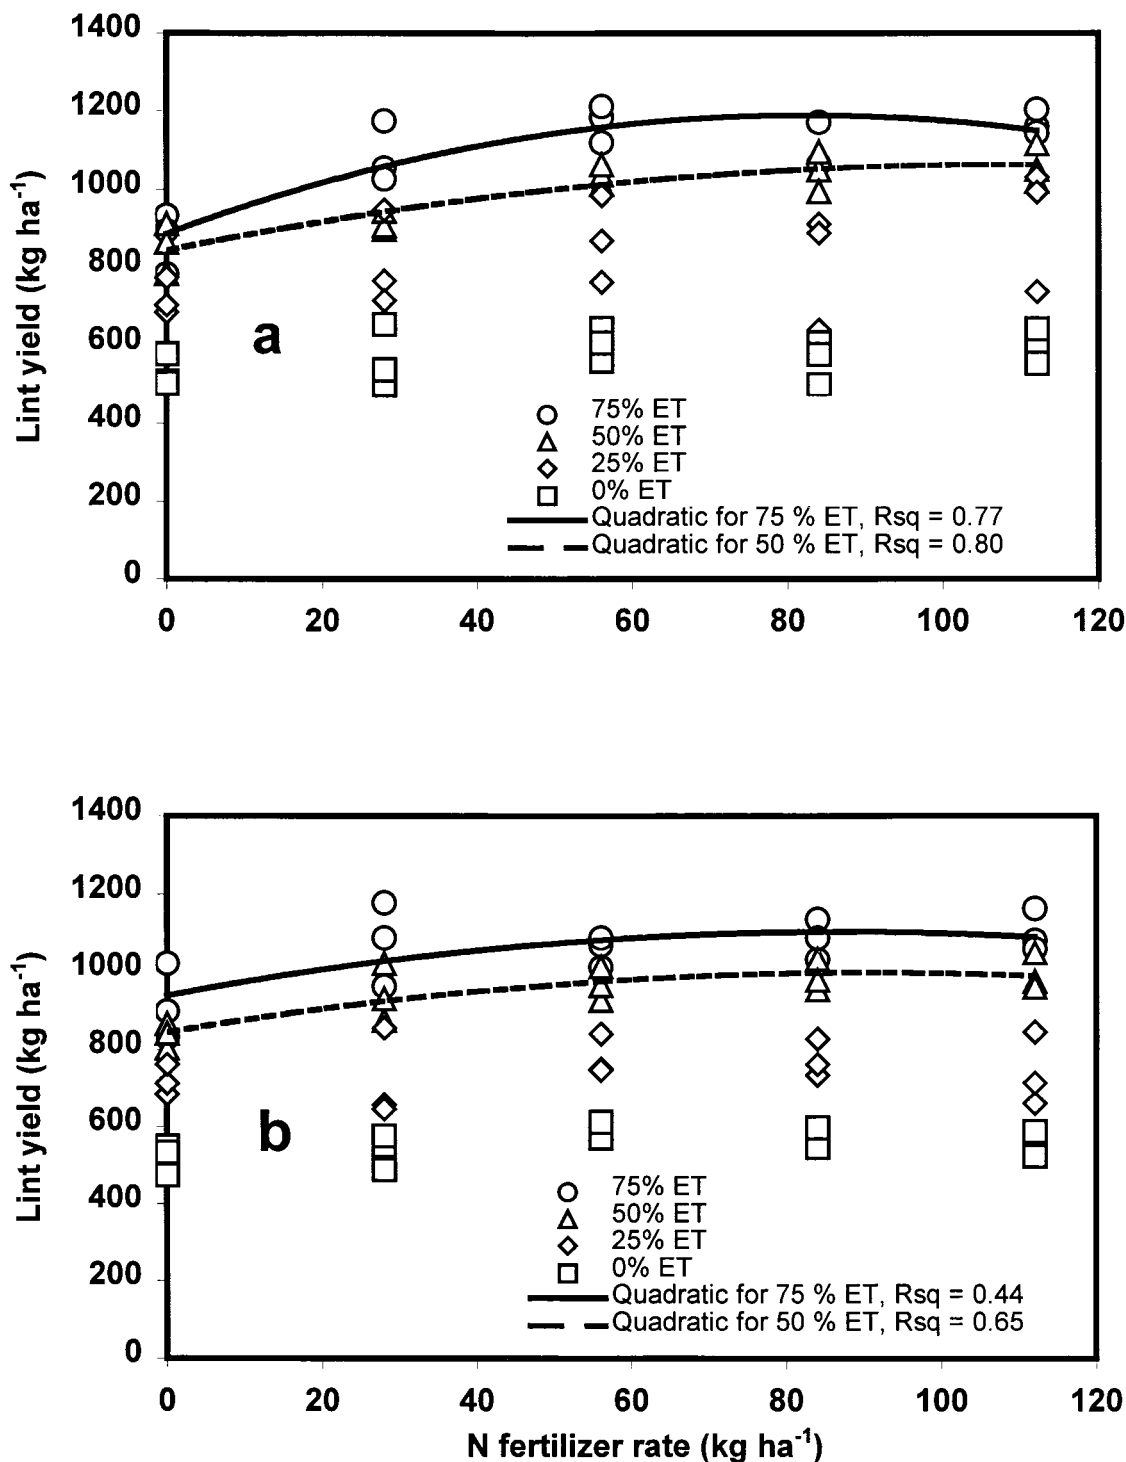 1400
1200
1000
800
600
400
200
0
Lint yield (kg ha-1)
a
75% ET
50% ET
25% ET
0% ET
Quadratic for 75 % ET, Rsq = 0.77
Quadratic for 50 % ET, Rsq = 0.80
0 20 40 60 80 100 120
1400
1200
1000
800
600
400
200
0
Lint yield (kg ha-1)
b
75% ET
50% ET
25% ET
0% ET
Quadratic for 75 % ET, Rsq = 0.44
Quadratic for 50 % ET, Rsq = 0.65
0 20 40 60 80 100 120
N fertilizer rate (kg ha-1)